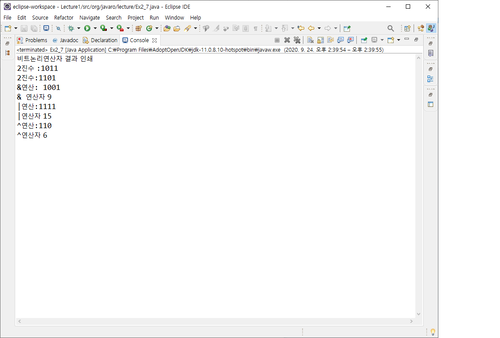 eclipse-workspace - Lecture1/src/org/javaro/lecture/Ex2_7.java - Eclipse IDE
File Edit Source Refactor Navigate Search Project Run Window Help
Problems Javadoc Declaration Console
<terminated> Ex2_7 [Java Application] C:₩Program Files₩AdoptOpenJDK₩jdk-11.0.8.10-hotspot₩bin₩javaw.exe (2020. 9. 24. 오후 2:39:54 – 오후 2:39:55)
비트논리연산자 결과 인쇄
2진수 :1011
2진수:1101
&연산: 1001
& 연산자 9
|연산:1111
|연산자 15
^연산:110
^연산자 6